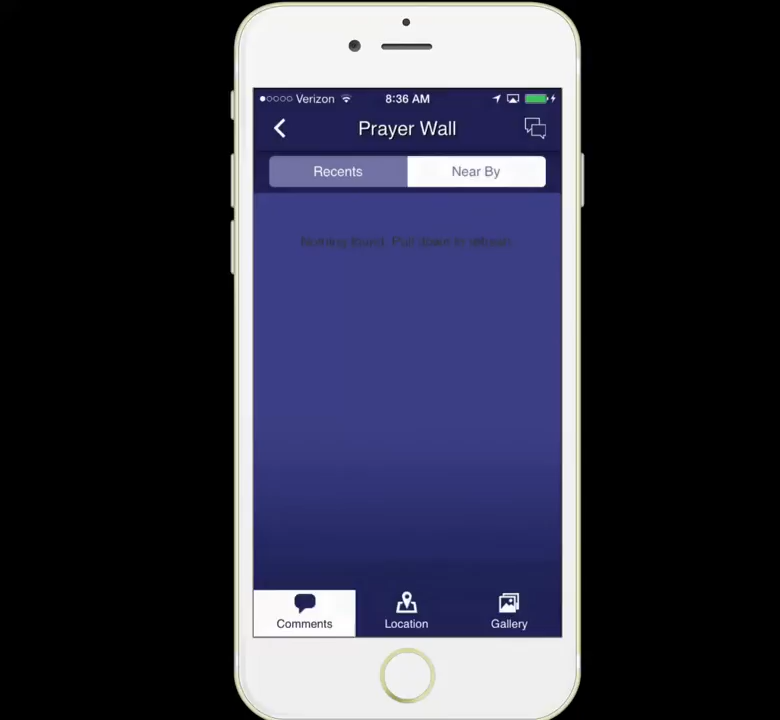 Verizon 8:36 AM
Prayer Wall
Recents Near By
Nothing found. Pull down to refresh.
Comments Location Gallery